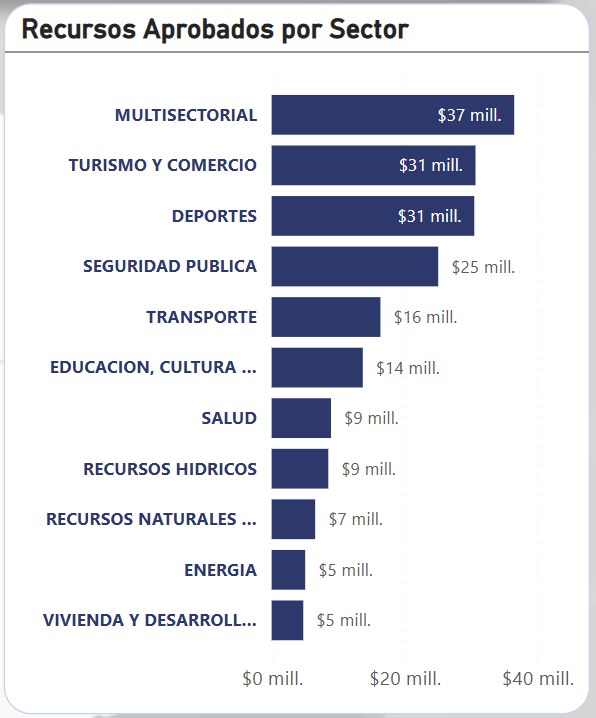 Recursos Aprobados por Sector
MULTISECTORIAL $37 mill.
TURISMO Y COMERCIO $31 mill.
DEPORTES $31 mill.
SEGURIDAD PUBLICA $25 mill.
TRANSPORTE $16 mill.
EDUCACION, CULTURA ... $14 mill.
SALUD $9 mill.
RECURSOS HIDRICOS $9 mill.
RECURSOS NATURALES ... $7 mill.
ENERGIA $5 mill.
VIVIENDA Y DESARROLL... $5 mill.
$0 mill. $20 mill. $40 mill.